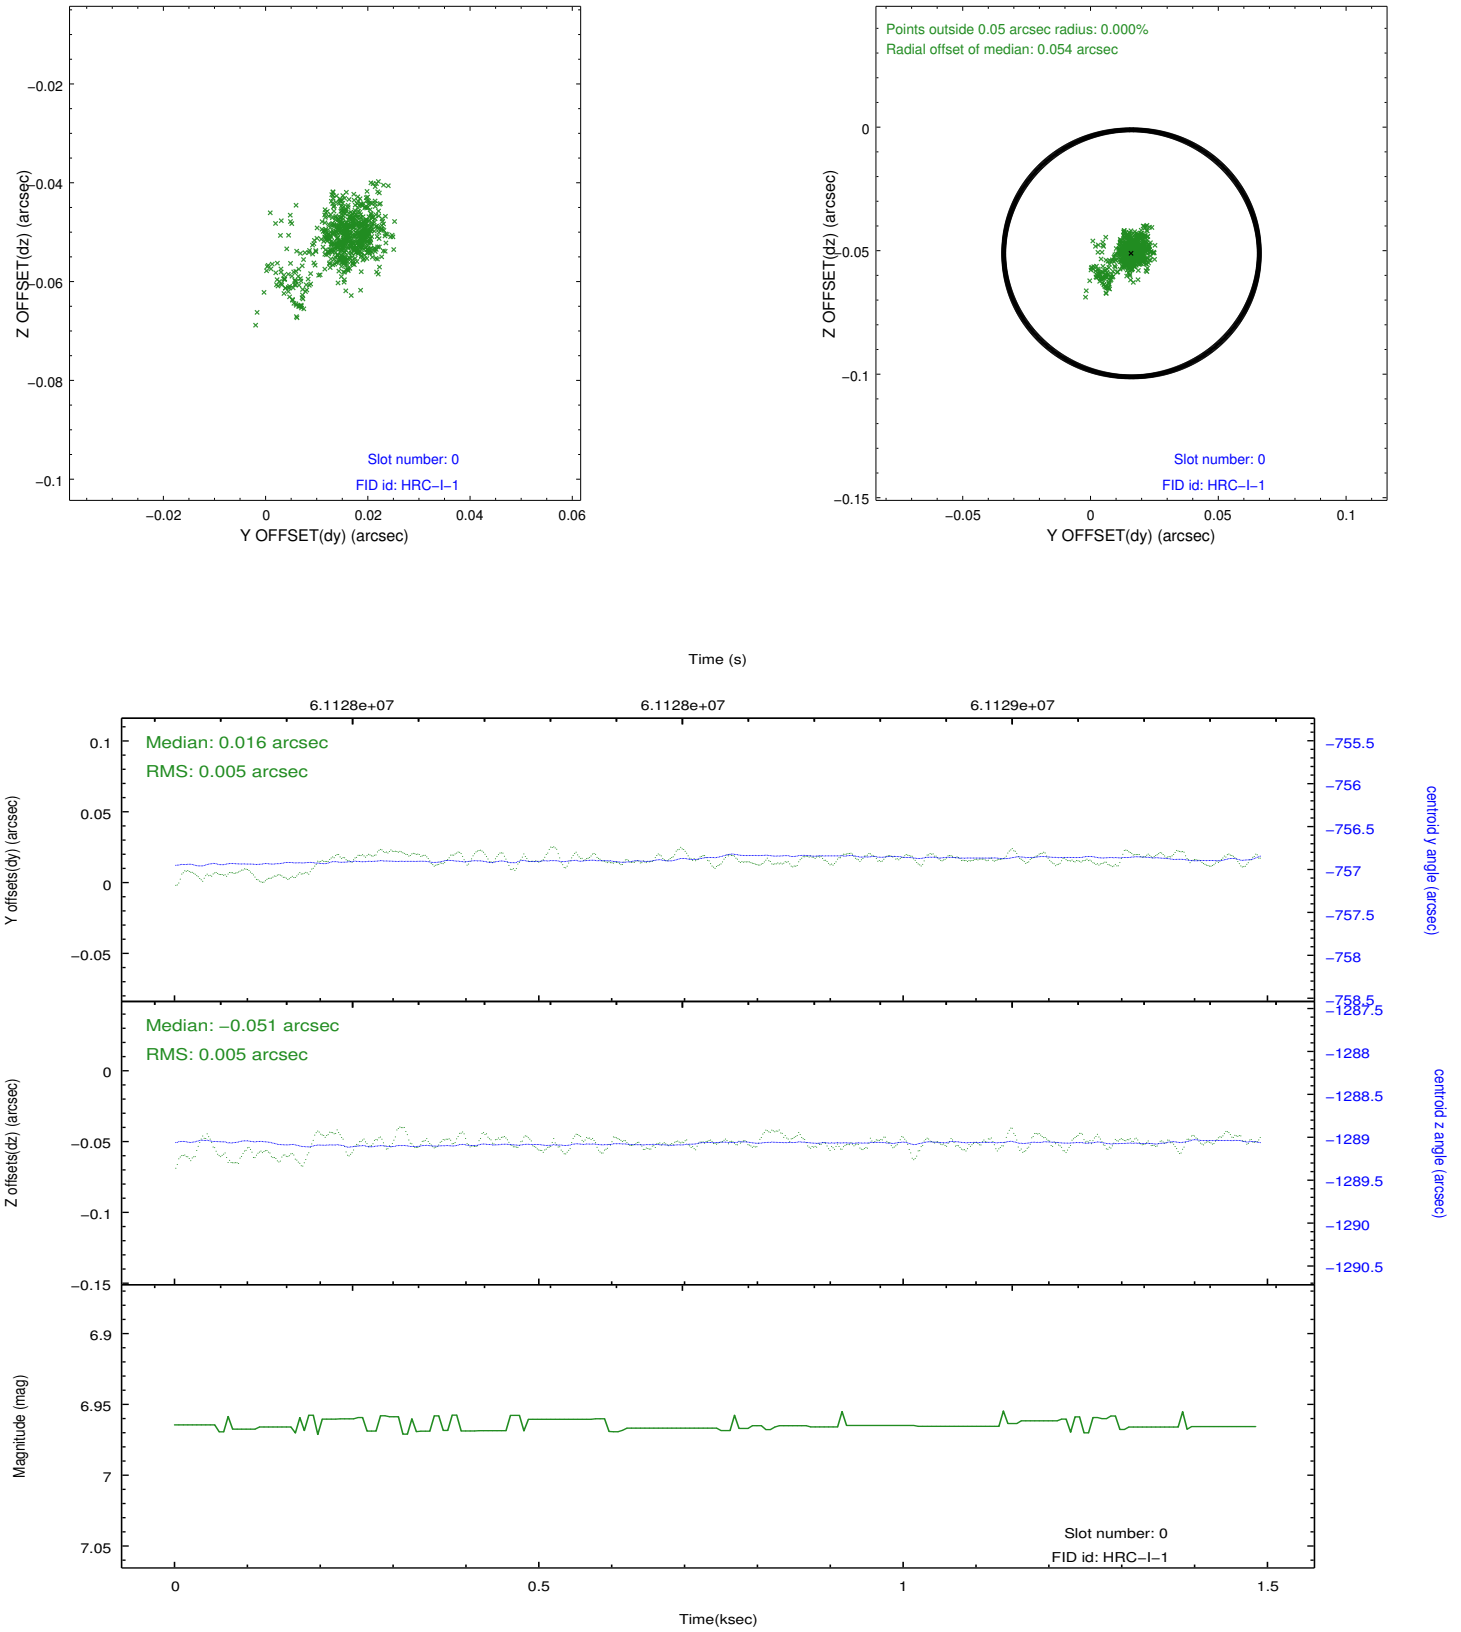 −0.02
−0.04
−0.06
−0.08
−0.1
Z OFFSET(dz) (arcsec)
Slot number: 0
FID id: HRC−I−1
−0.02 0 0.02 0.04 0.06
Y OFFSET(dy) (arcsec)
Points outside 0.05 arcsec radius: 0.000%
Radial offset of median: 0.054 arcsec
0
−0.05
−0.1
−0.15
Z OFFSET(dz) (arcsec)
Slot number: 0
FID id: HRC−I−1
−0.05 0 0.05 0.1
Y OFFSET(dy) (arcsec)
Time (s)
6.1128e+07 6.1128e+07 6.1129e+07
Median: 0.016 arcsec
RMS: 0.005 arcsec
0.1
0.05
0
−0.05
Y offsets(dy) (arcsec)
−755.5
−756
−756.5
−757
−757.5
−758
−758.5
centroid y angle (arcsec)
Median: −0.051 arcsec
RMS: 0.005 arcsec
0
−0.05
−0.1
−0.15
Z offsets(dz) (arcsec)
−1287.5
−1288
−1288.5
−1289
−1289.5
−1290
−1290.5
centroid z angle (arcsec)
6.9
6.95
7
7.05
Magnitude (mag)
Slot number: 0
FID id: HRC−I−1
0 0.5 1 1.5
Time(ksec)